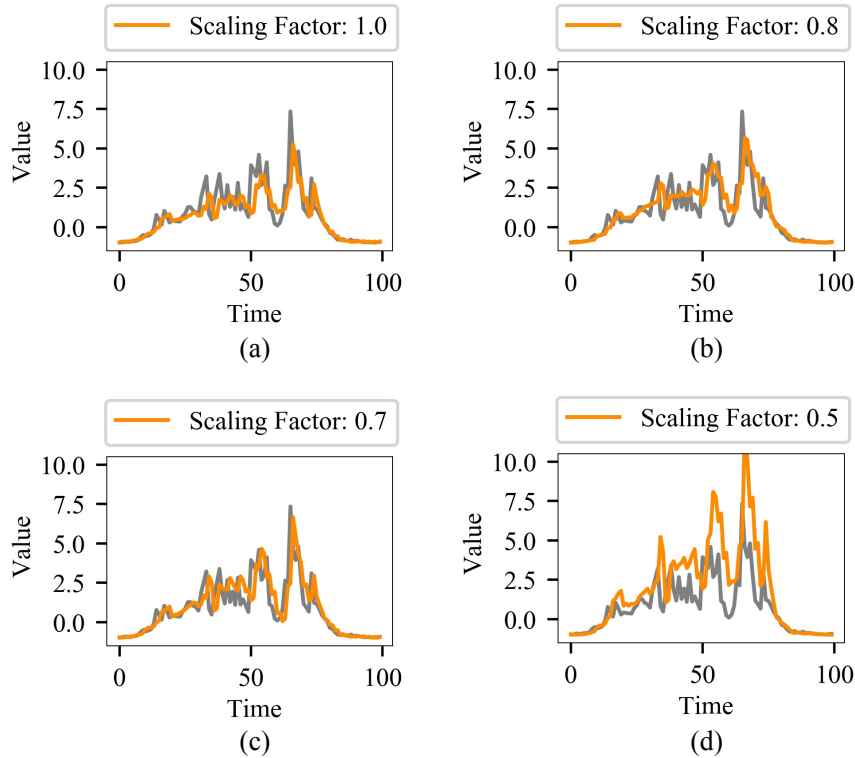 Scaling Factor: 1.0
10.0
7.5
5.0
2.5
0.0
Value
0 50 100
Time
(a)
Scaling Factor: 0.8
10.0
7.5
5.0
2.5
0.0
Value
0 50 100
Time
(b)
Scaling Factor: 0.7
10.0
7.5
5.0
2.5
0.0
Value
0 50 100
Time
(c)
Scaling Factor: 0.5
10.0
7.5
5.0
2.5
0.0
Value
0 50 100
Time
(d)